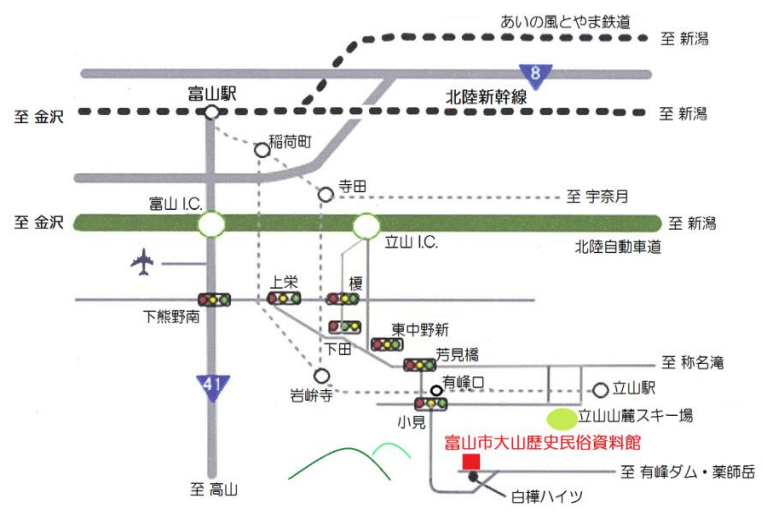 あいの風とやま鉄道
至 新潟
8
富山駅
北陸新幹線
至 金沢
至 新潟
稲荷町
寺田
至 宇奈月
富山 I.C.
至 金沢
至 新潟
立山 I.C.
北陸自動車道
上栄
榎
下熊野南
東中野新
下田
芳見橋
至 称名滝
41
岩峅寺
有峰口
立山駅
小見
立山山麓スキー場
富山市大山歴史民俗資料館
至 有峰ダム・薬師岳
至 高山
白樺ハイツ